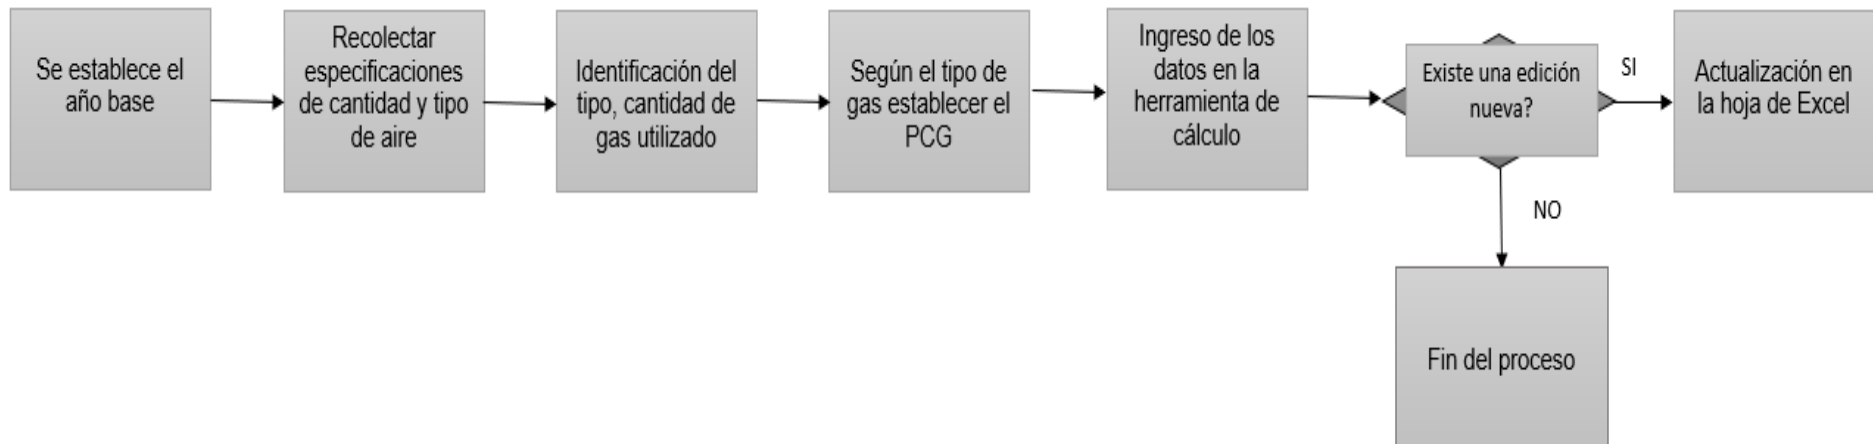 Se establece el
año base
Recolectar
especificaciones
de cantidad y tipo
de aire
Identificación del
tipo, cantidad de
gas utilizado
Según el tipo de
gas establecer el
PCG
Ingreso de los
datos en la
herramienta de
cálculo
Existe una edición
nueva?
SI
Actualización en
la hoja de Excel
NO
Fin del proceso